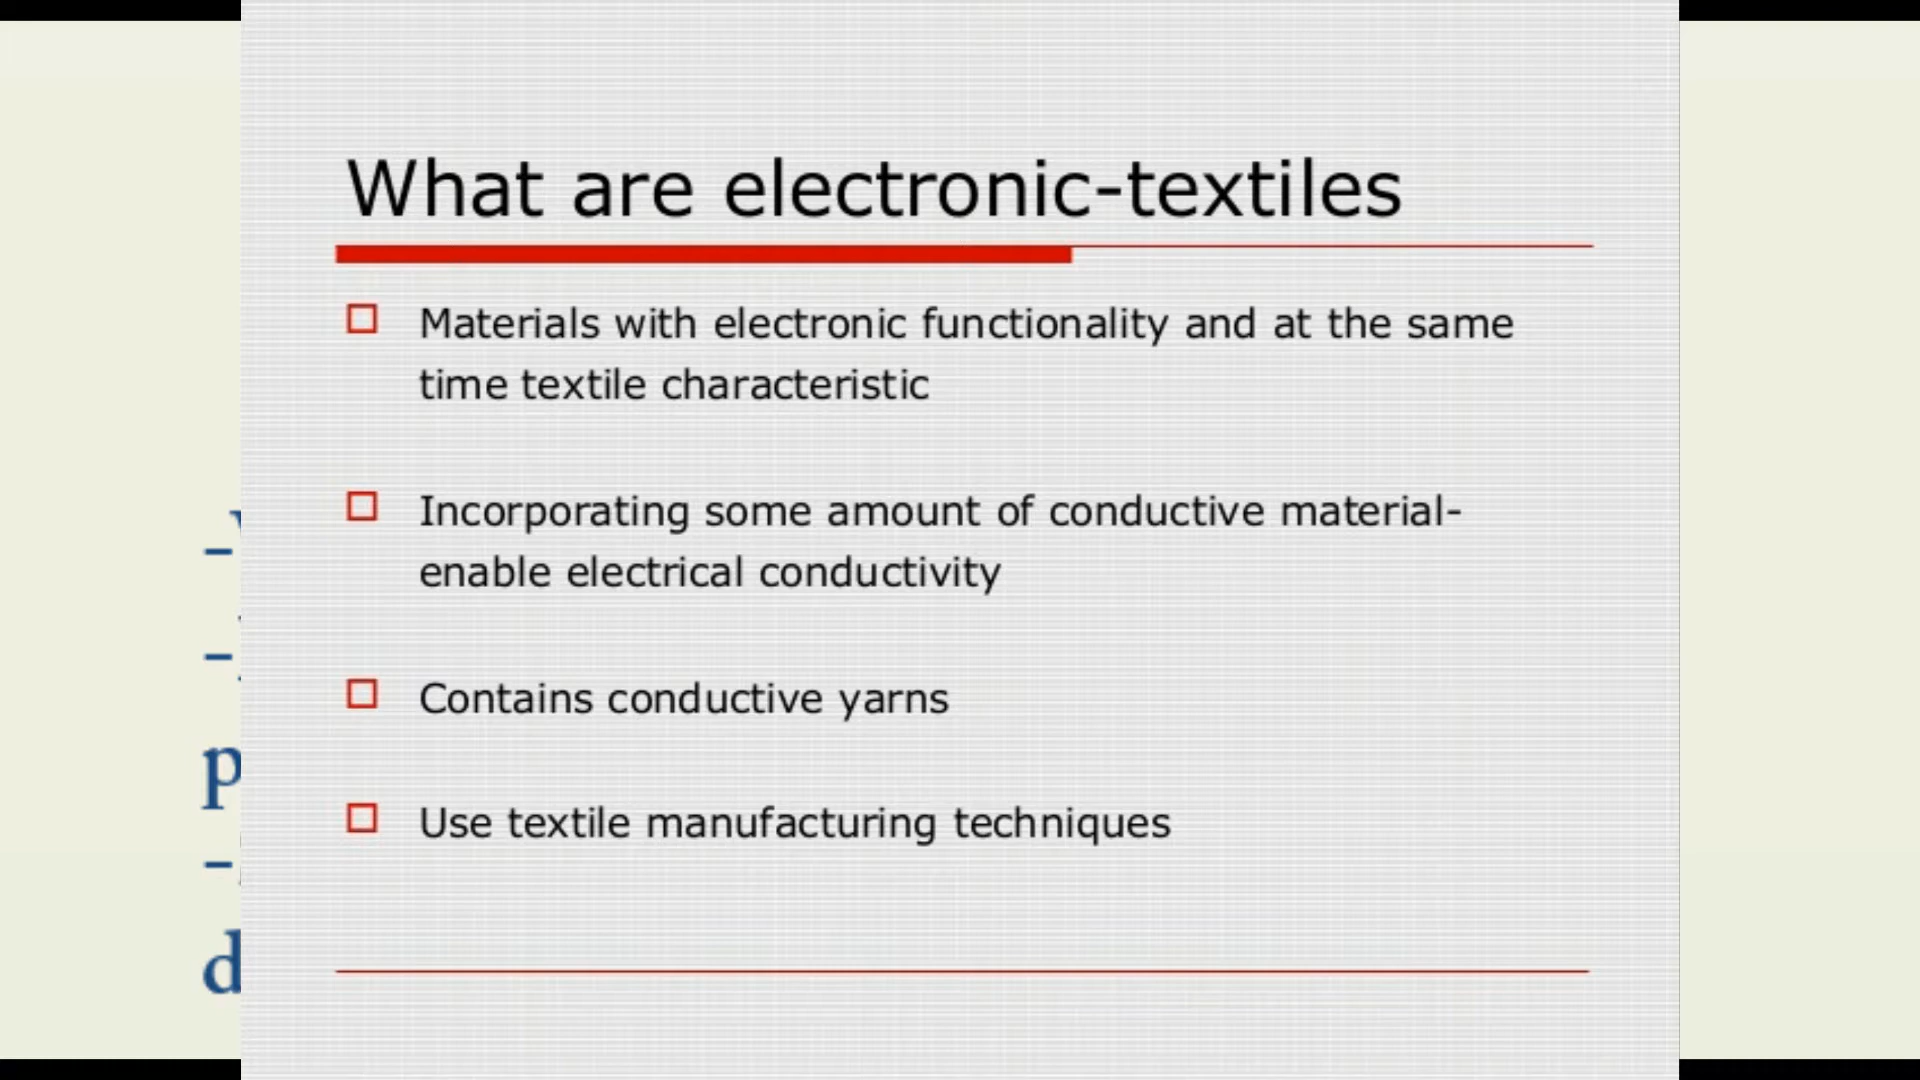 What are electronic-textiles
Materials with electronic functionality and at the same
time textile characteristic
Incorporating some amount of conductive material-
enable electrical conductivity
Contains conductive yarns
Use textile manufacturing techniques